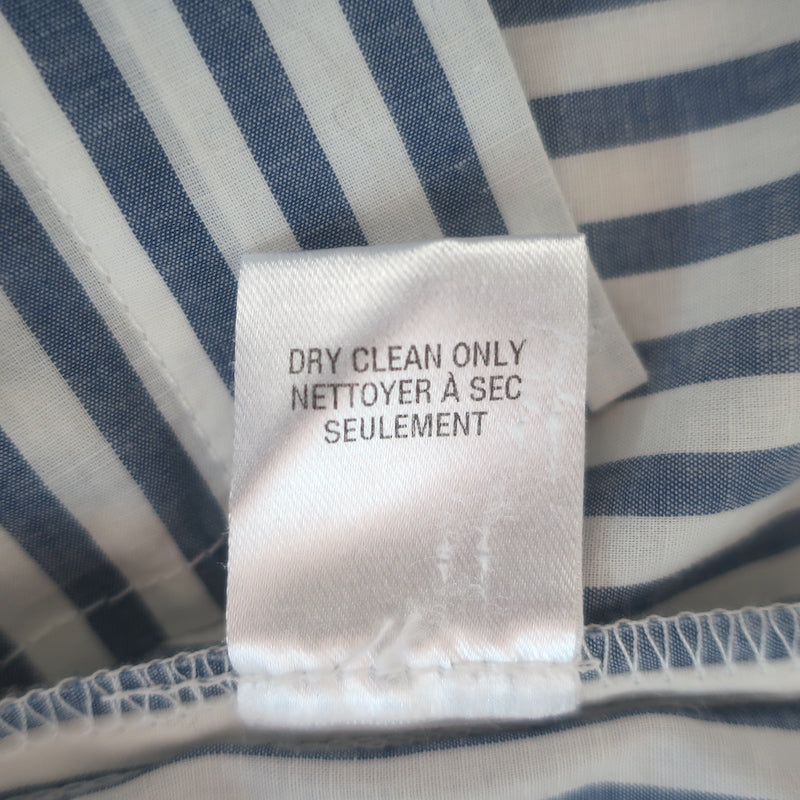 DRY CLEAN ONLY
NETTOYER À SEC
SEULEMENT